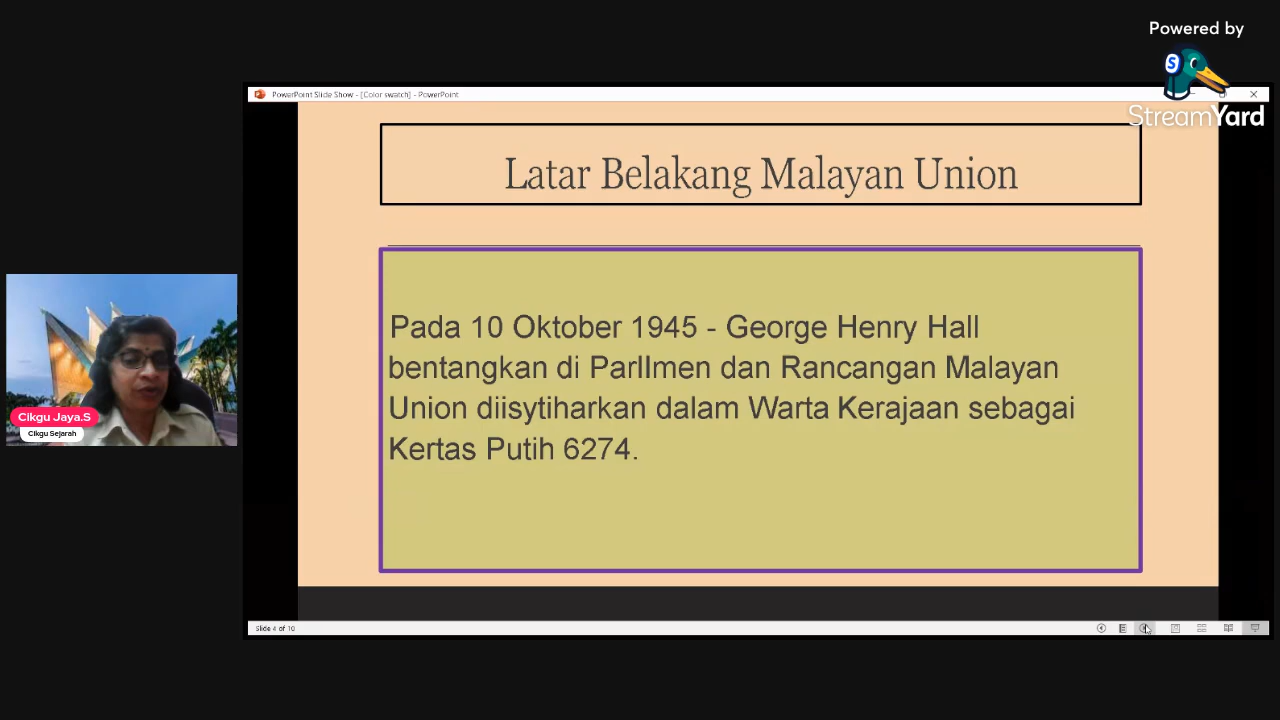 Powered by
StreamYard
PowerPoint Slide Show - [Color swatch] - PowerPoint
Latar Belakang Malayan Union
Pada 10 Oktober 1945 - George Henry Hall
bentangkan di ParlImen dan Rancangan Malayan
Union diisytiharkan dalam Warta Kerajaan sebagai
Kertas Putih 6274.
Cikgu Jaya.S
Cikgu Sejarah
Slide 4 of 10